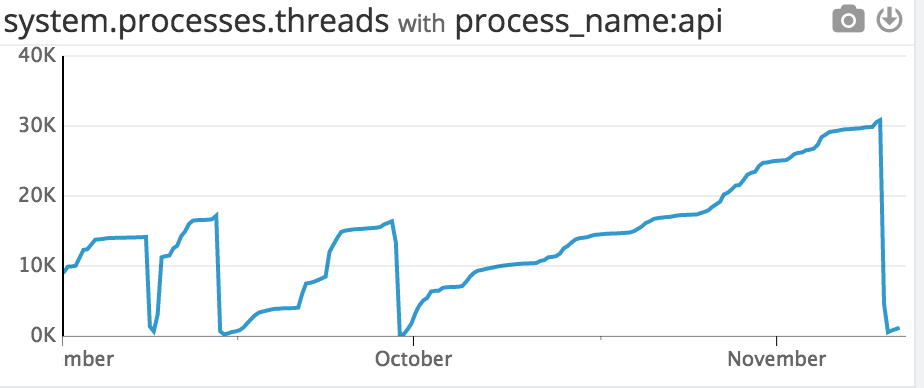 system.processes.threads with process_name:api
40K
30K
20K
10K
0K
mber
October
November